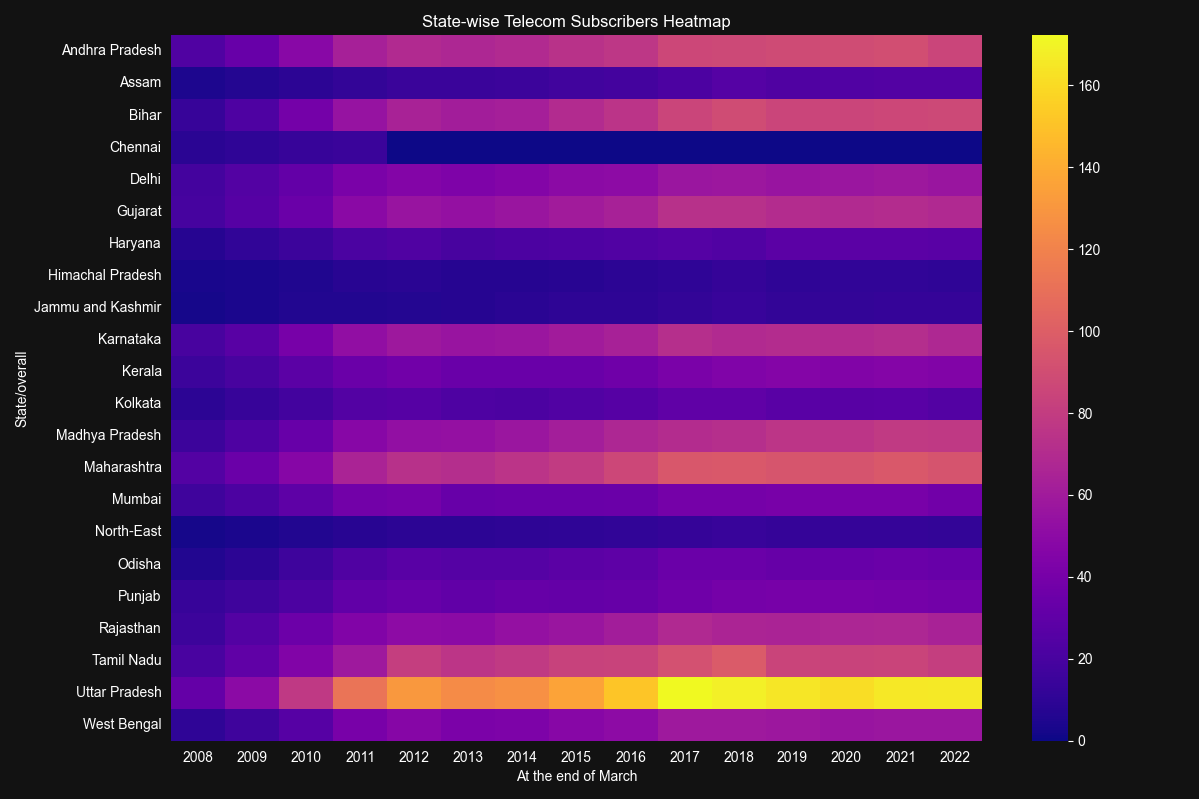 State-wise Telecom Subscribers Heatmap
State/overall
Andhra Pradesh
Assam
Bihar
Chennai
Delhi
Gujarat
Haryana
Himachal Pradesh
Jammu and Kashmir
Karnataka
Kerala
Kolkata
Madhya Pradesh
Maharashtra
Mumbai
North-East
Odisha
Punjab
Rajasthan
Tamil Nadu
Uttar Pradesh
West Bengal
2008 2009 2010 2011 2012 2013 2014 2015 2016 2017 2018 2019 2020 2021 2022
At the end of March
160
140
120
100
80
60
40
20
0